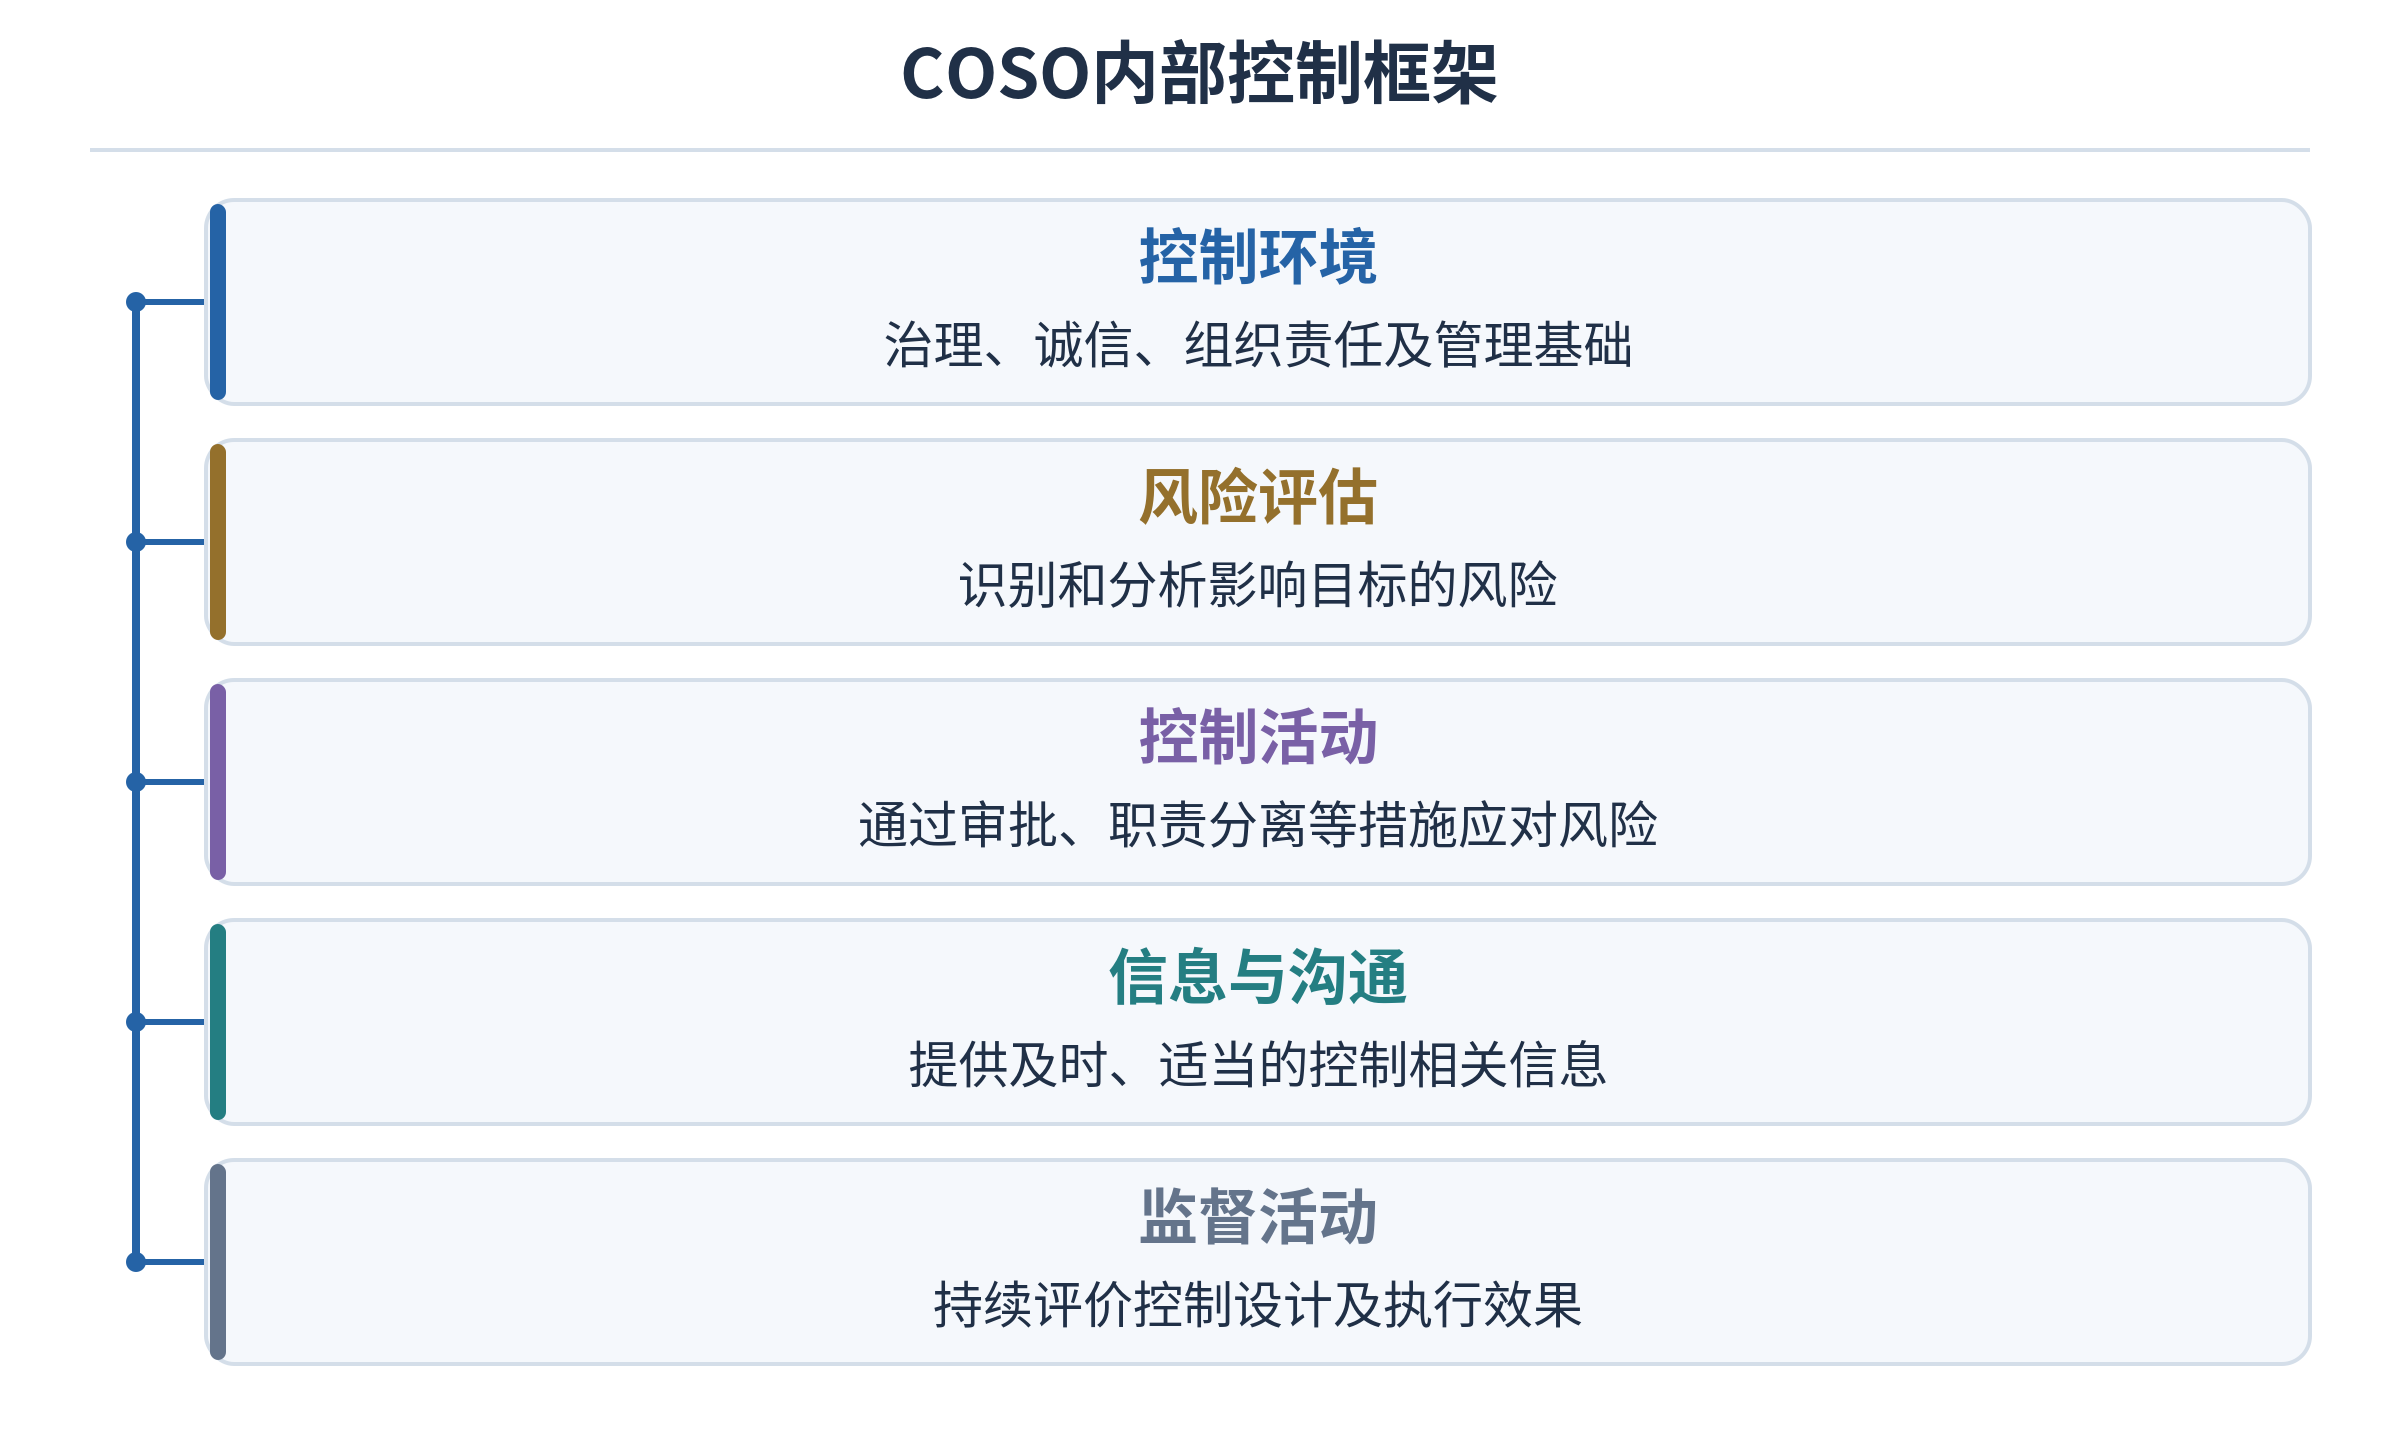 COSO内部控制框架
控制环境
治理、诚信、组织责任及管理基础
风险评估
识别和分析影响目标的风险
控制活动
通过审批、职责分离等措施应对风险
信息与沟通
提供及时、适当的控制相关信息
监督活动
持续评价控制设计及执行效果